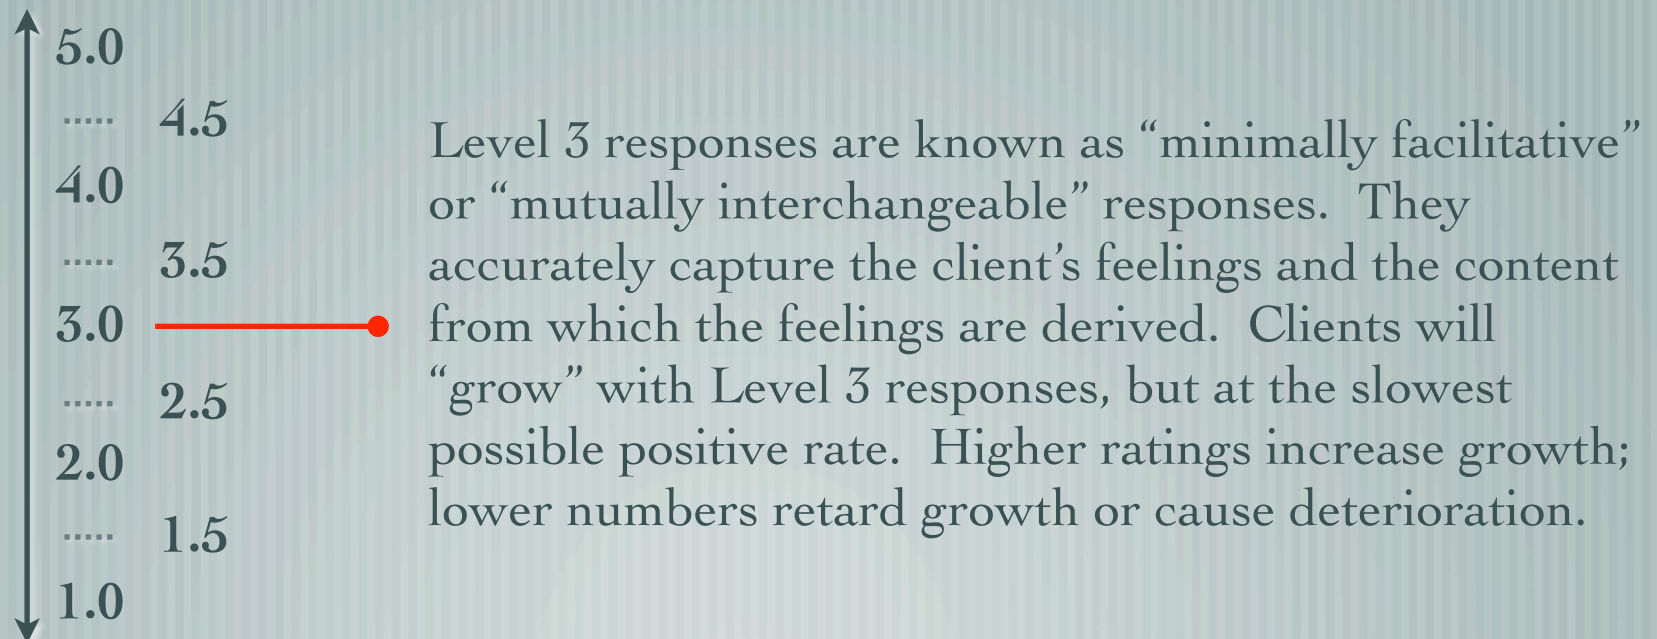 5.0
..... 4.5
4.0
..... 3.5
3.0
..... 2.5
2.0
..... 1.5
1.0
Level 3 responses are known as “minimally facilitative”
or “mutually interchangeable” responses.  They
accurately capture the client’s feelings and the content
from which the feelings are derived.  Clients will
“grow” with Level 3 responses, but at the slowest
possible positive rate.  Higher ratings increase growth;
lower numbers retard growth or cause deterioration.